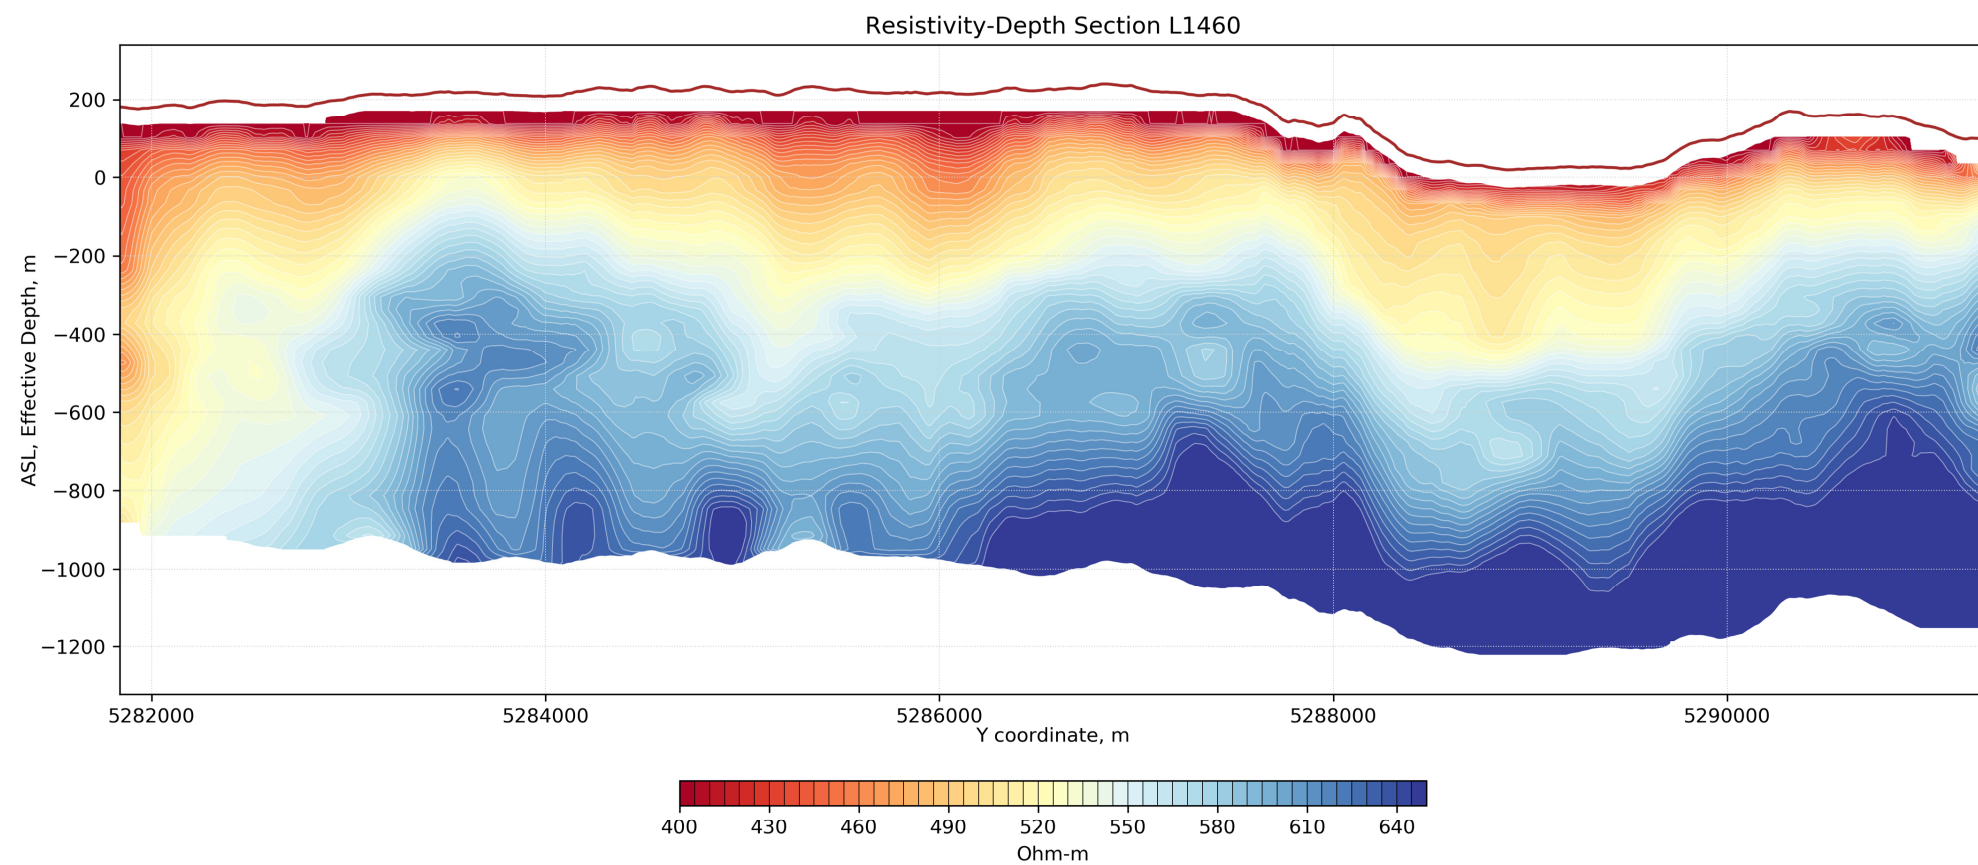 Resistivity-Depth Section L1460
200
0
−200
−400
−600
−800
−1000
−1200
ASL, Effective Depth, m
5282000 5284000 5286000 5288000 5290000
Y coordinate, m
400 430 460 490 520 550 580 610 640
Ohm-m